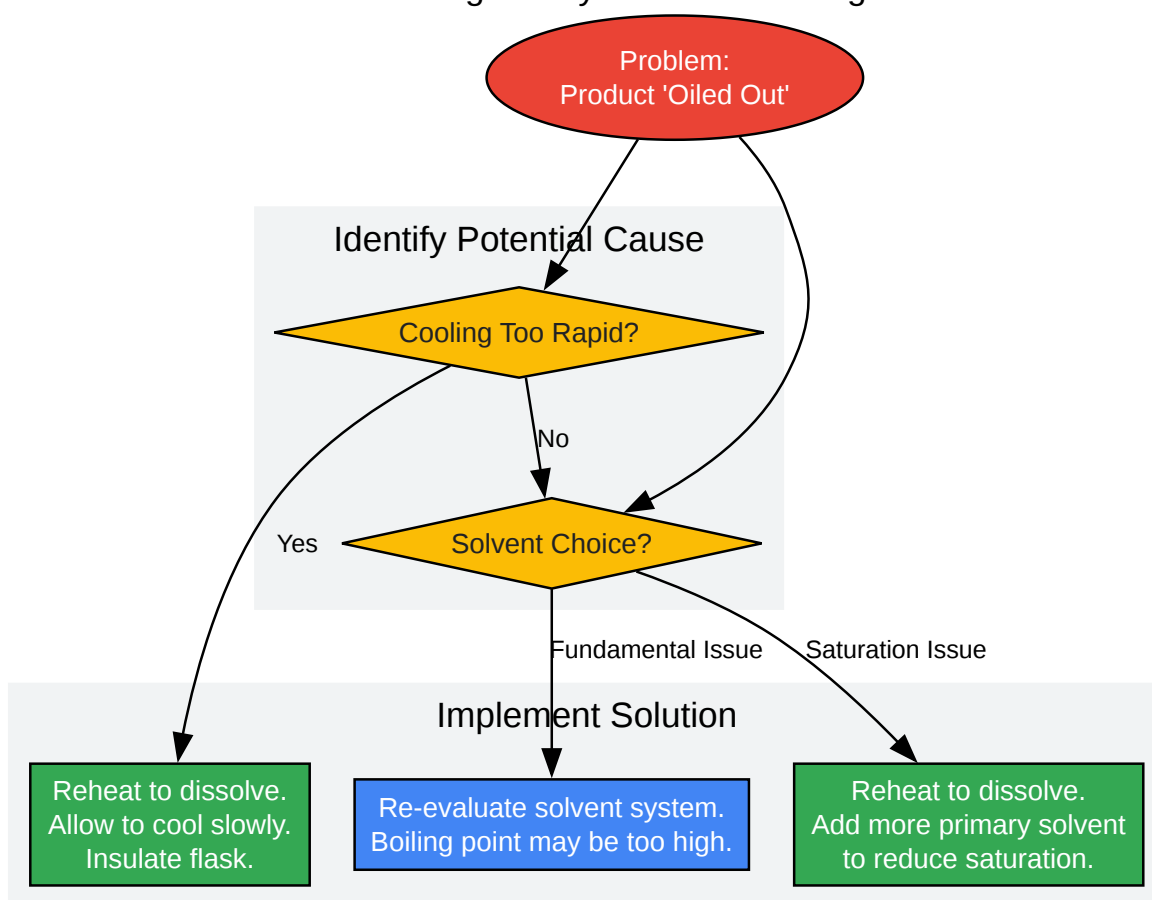 Problem:
Product 'Oiled Out'
Identify Potential Cause
Cooling Too Rapid?
No
Yes
Solvent Choice?
Fundamental Issue
Saturation Issue
Implement Solution
Reheat to dissolve.
Allow to cool slowly.
Insulate flask.
Re-evaluate solvent system.
Boiling point may be too high.
Reheat to dissolve.
Add more primary solvent
to reduce saturation.